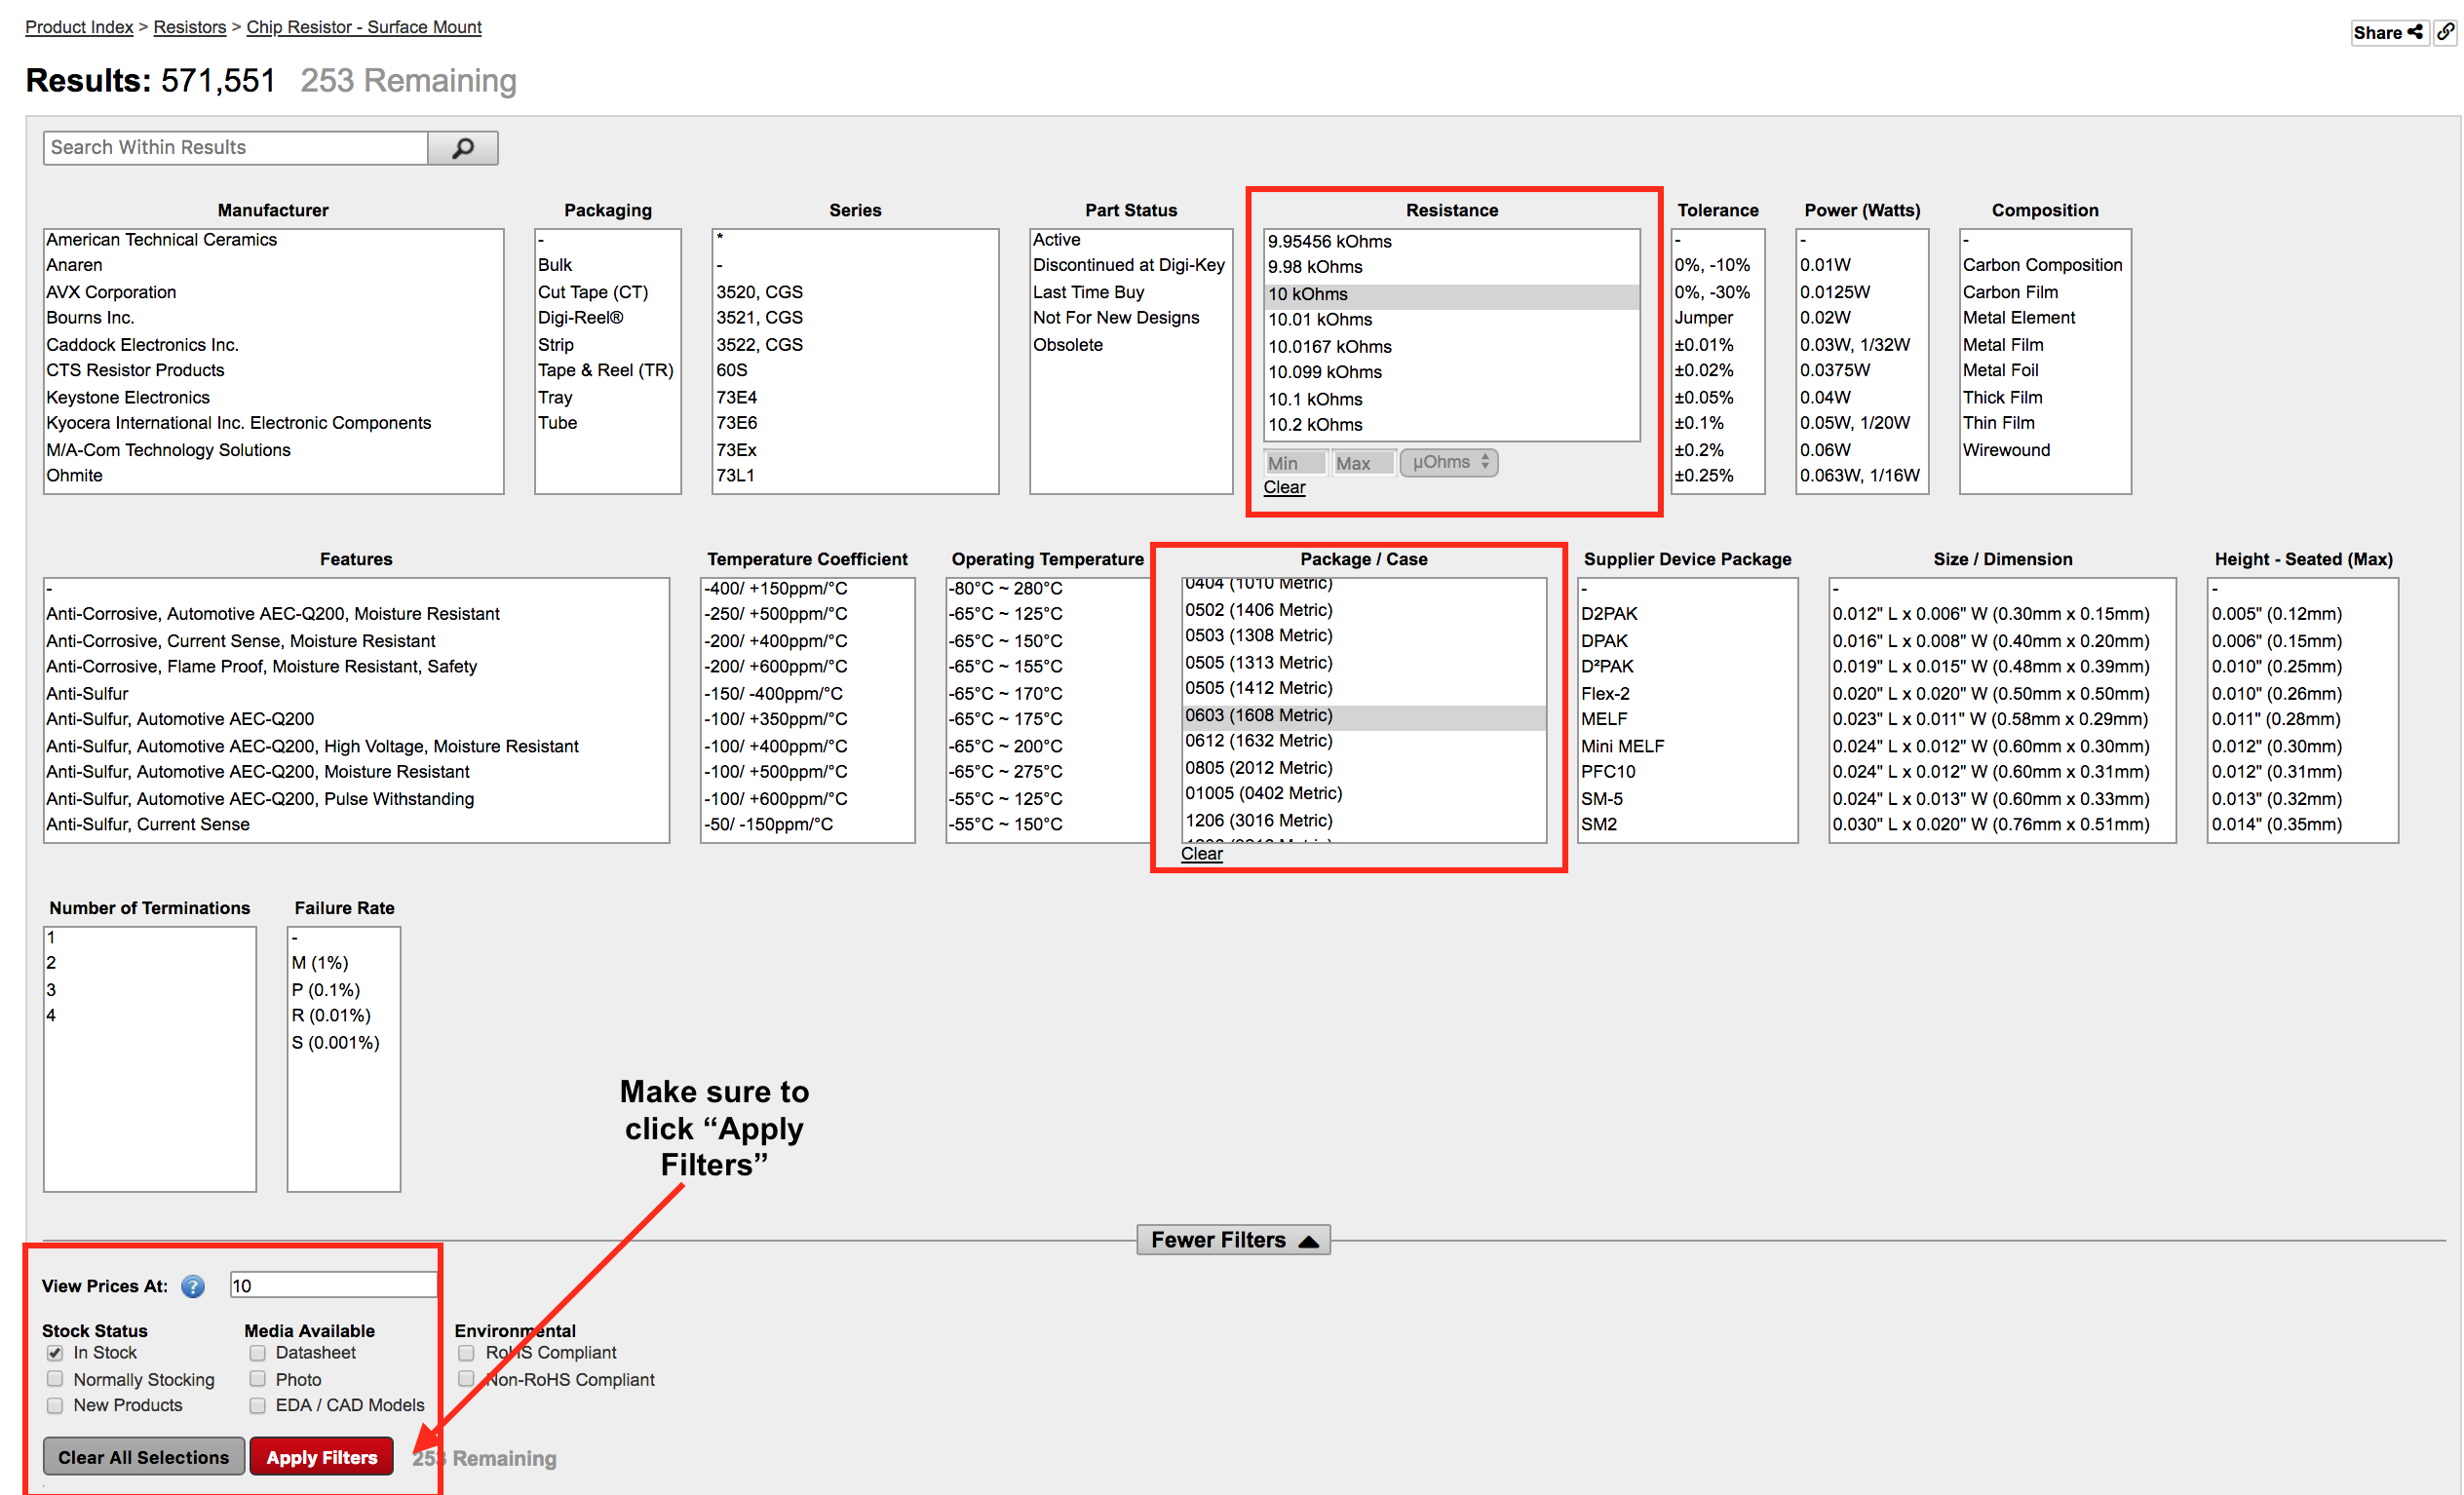 Product Index > Resistors > Chip Resistor - Surface Mount
Share
Results: 571,551 253 Remaining
Search Within Results
Manufacturer
American Technical Ceramics
Anaren
AVX Corporation
Bourns Inc.
Caddock Electronics Inc.
CTS Resistor Products
Keystone Electronics
Kyocera International Inc. Electronic Components
M/A-Com Technology Solutions
Ohmite
Packaging
-
Bulk
Cut Tape (CT)
Digi-Reel®
Strip
Tape & Reel (TR)
Tray
Tube
Series
*
-
3520, CGS
3521, CGS
3522, CGS
60S
73E4
73E6
73Ex
73L1
Part Status
Active
Discontinued at Digi-Key
Last Time Buy
Not For New Designs
Obsolete
Resistance
9.95456 kOhms
9.98 kOhms
10 kOhms
10.01 kOhms
10.0167 kOhms
10.099 kOhms
10.1 kOhms
10.2 kOhms
Min Max µOhms
Clear
Tolerance
-
0%, -10%
0%, -30%
Jumper
±0.01%
±0.02%
±0.05%
±0.1%
±0.2%
±0.25%
Power (Watts)
-
0.01W
0.0125W
0.02W
0.03W, 1/32W
0.0375W
0.04W
0.05W, 1/20W
0.06W
0.063W, 1/16W
Composition
-
Carbon Composition
Carbon Film
Metal Element
Metal Film
Metal Foil
Thick Film
Thin Film
Wirewound
Features
-
Anti-Corrosive, Automotive AEC-Q200, Moisture Resistant
Anti-Corrosive, Current Sense, Moisture Resistant
Anti-Corrosive, Flame Proof, Moisture Resistant, Safety
Anti-Sulfur
Anti-Sulfur, Automotive AEC-Q200
Anti-Sulfur, Automotive AEC-Q200, High Voltage, Moisture Resistant
Anti-Sulfur, Automotive AEC-Q200, Moisture Resistant
Anti-Sulfur, Automotive AEC-Q200, Pulse Withstanding
Anti-Sulfur, Current Sense
Temperature Coefficient
-400/ +150ppm/°C
-250/ +500ppm/°C
-200/ +400ppm/°C
-200/ +600ppm/°C
-150/ -400ppm/°C
-100/ +350ppm/°C
-100/ +400ppm/°C
-100/ +500ppm/°C
-100/ +600ppm/°C
-50/ -150ppm/°C
Operating Temperature
-80°C ~ 280°C
-65°C ~ 125°C
-65°C ~ 150°C
-65°C ~ 155°C
-65°C ~ 170°C
-65°C ~ 175°C
-65°C ~ 200°C
-65°C ~ 275°C
-55°C ~ 125°C
-55°C ~ 150°C
Package / Case
0404 (1010 Metric)
0502 (1406 Metric)
0503 (1308 Metric)
0505 (1313 Metric)
0505 (1412 Metric)
0603 (1608 Metric)
0612 (1632 Metric)
0805 (2012 Metric)
01005 (0402 Metric)
1206 (3016 Metric)
Clear
Supplier Device Package
-
D2PAK
DPAK
D²PAK
Flex-2
MELF
Mini MELF
PFC10
SM-5
SM2
Size / Dimension
-
0.012" L x 0.006" W (0.30mm x 0.15mm)
0.016" L x 0.008" W (0.40mm x 0.20mm)
0.019" L x 0.015" W (0.48mm x 0.39mm)
0.020" L x 0.020" W (0.50mm x 0.50mm)
0.023" L x 0.011" W (0.58mm x 0.29mm)
0.024" L x 0.012" W (0.60mm x 0.30mm)
0.024" L x 0.012" W (0.60mm x 0.31mm)
0.024" L x 0.013" W (0.60mm x 0.33mm)
0.030" L x 0.020" W (0.76mm x 0.51mm)
Height - Seated (Max)
-
0.005" (0.12mm)
0.006" (0.15mm)
0.010" (0.25mm)
0.010" (0.26mm)
0.011" (0.28mm)
0.012" (0.30mm)
0.012" (0.31mm)
0.013" (0.32mm)
0.014" (0.35mm)
Number of Terminations
1
2
3
4
Failure Rate
-
M (1%)
P (0.1%)
R (0.01%)
S (0.001%)
Make sure to
click “Apply
Filters”
Fewer Filters
View Prices At: ? 10
Stock Status
In Stock
Normally Stocking
New Products
Media Available
Datasheet
Photo
EDA / CAD Models
Environmental
RoHS Compliant
Non-RoHS Compliant
Clear All Selections
Apply Filters
253 Remaining